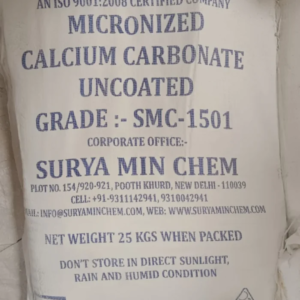 AN ISO 9001:2008 CERTIFIED COMPANY
MICRONIZED
CALCIUM CARBONATE
UNCOATED
GRADE :- SMC-1501
CORPORATE OFFICE:-
SURYA MIN CHEM
PLOT NO. 154/920-921, POOTH KHURD, NEW DELHI - 110039
CELL: +91-9311142941, 9310042941
INFO@SURYAMINCHEM.COM, WEB: WWW.SURYAMINCHEM.COM
NET WEIGHT 25 KGS WHEN PACKED
DON'T STORE IN DIRECT SUNLIGHT,
RAIN AND HUMID CONDITION